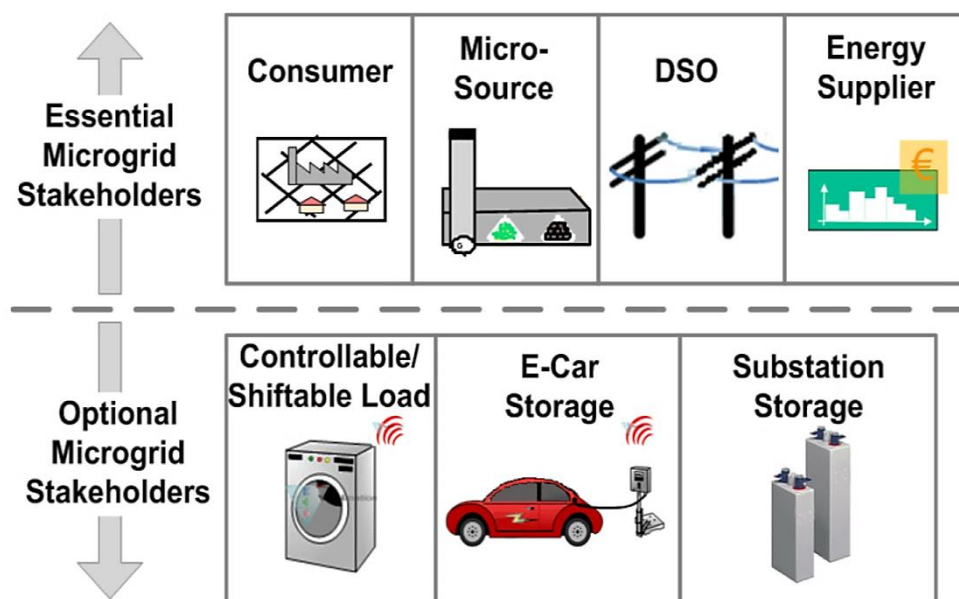 Essential
Microgrid
Stakeholders
Consumer
Micro-
Source
DSO
Energy
Supplier
€
G
Optional
Microgrid
Stakeholders
Controllable/
Shiftable Load
E-Car
Storage
Substation
Storage